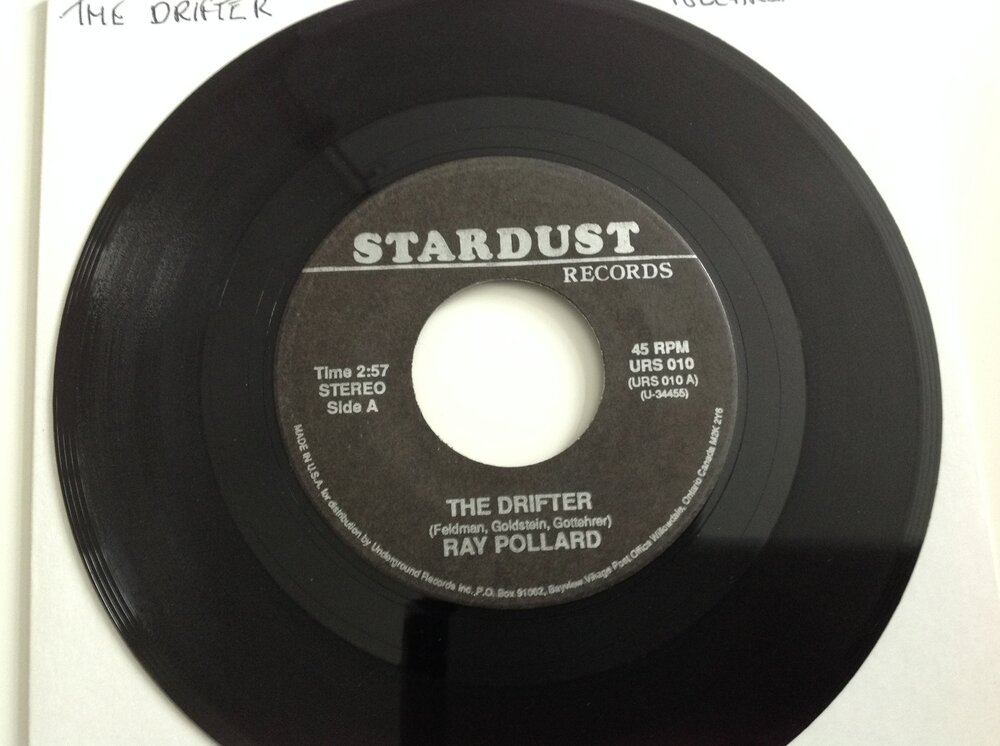 THE DRIFTER
STARDUST
RECORDS
Time 2:57
STEREO
Side A
45 RPM
URS 010
(URS 010 A)
(U-34455)
THE DRIFTER
(Feldman, Goldstein, Gottehrer)
RAY POLLARD
MADE IN U.S.A. for distribution by Underground Records Inc., P.O. Box 91062, Bayview Village Post Office Willowdale, Ontario Canada M2K 2Y6